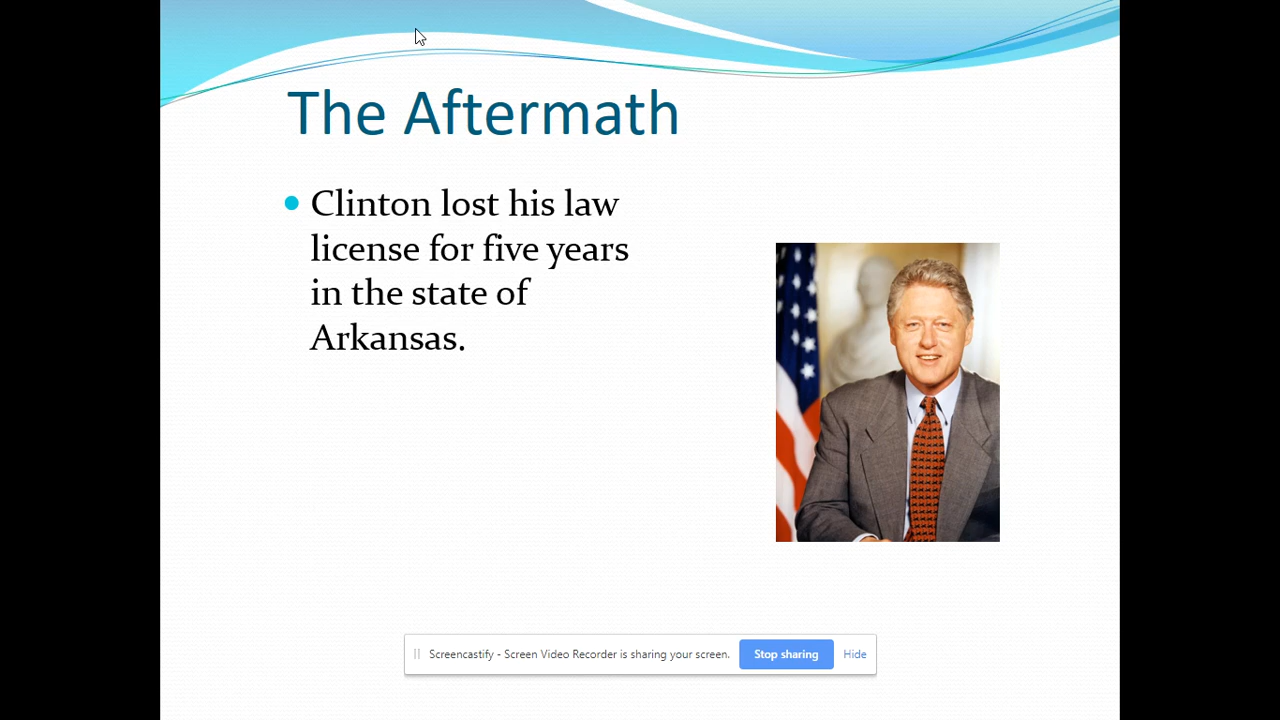 The Aftermath
Clinton lost his law
license for five years
in the state of
Arkansas.
Screencastify - Screen Video Recorder is sharing your screen. Stop sharing Hide